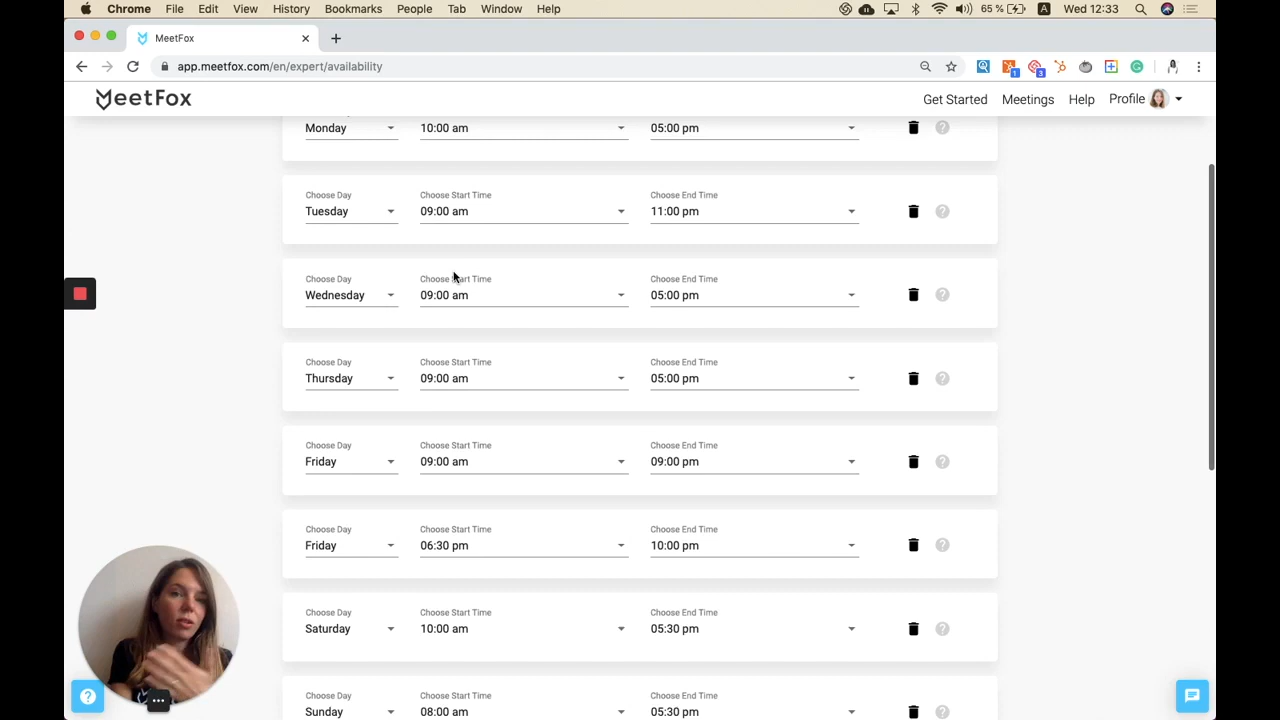 Chrome File Edit View History Bookmarks People Tab Window Help 65 % A Wed 12:33
MeetFox
app.meetfox.com/en/expert/availability 1 3
MeetFox Get Started Meetings Help Profile
Monday 10:00 am 05:00 pm
Choose Day Choose Start Time Choose End Time
Tuesday 09:00 am 11:00 pm
Choose Day Choose Start Time Choose End Time
Wednesday 09:00 am 05:00 pm
Choose Day Choose Start Time Choose End Time
Thursday 09:00 am 05:00 pm
Choose Day Choose Start Time Choose End Time
Friday 09:00 am 09:00 pm
Choose Day Choose Start Time Choose End Time
Friday 06:30 pm 10:00 pm
Choose Day Choose Start Time Choose End Time
Saturday 10:00 am 05:30 pm
Choose Day Choose Start Time Choose End Time
Sunday 08:00 am 05:30 pm